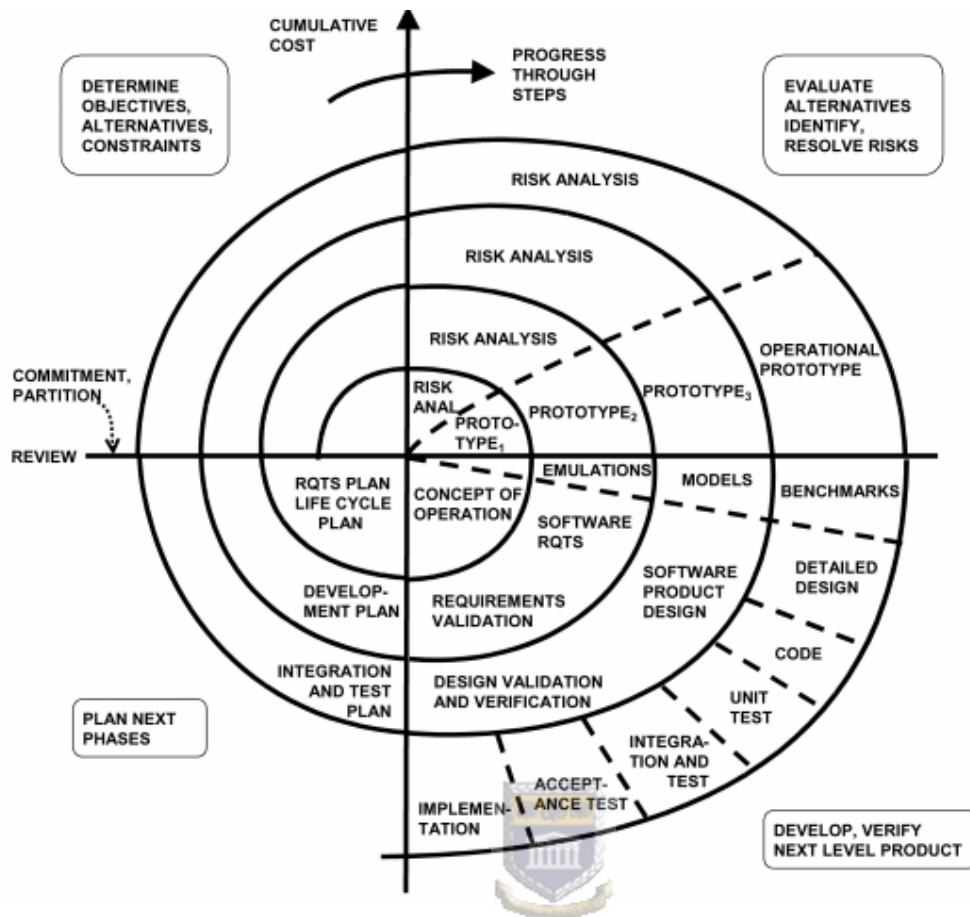 CUMULATIVE
COST
PROGRESS
THROUGH
STEPS
DETERMINE
OBJECTIVES,
ALTERNATIVES,
CONSTRAINTS
EVALUATE
ALTERNATIVES
IDENTIFY,
RESOLVE RISKS
RISK ANALYSIS
RISK ANALYSIS
RISK ANALYSIS
RISK
ANAL.
PROTO-
TYPE1
PROTOTYPE2
PROTOTYPE3
OPERATIONAL
PROTOTYPE
COMMITMENT,
PARTITION
REVIEW
RQTS PLAN
LIFE CYCLE
PLAN
CONCEPT OF
OPERATION
EMULATIONS
MODELS
BENCHMARKS
SOFTWARE
RQTS
SOFTWARE
PRODUCT
DESIGN
DETAILED
DESIGN
DEVELOP-
MENT PLAN
REQUIREMENTS
VALIDATION
CODE
INTEGRATION
AND TEST
PLAN
DESIGN VALIDATION
AND VERIFICATION
UNIT
TEST
INTEGRA-
TION AND
TEST
ACCEPT-
ANCE TEST
IMPLEMEN-
TATION
PLAN NEXT
PHASES
DEVELOP, VERIFY
NEXT LEVEL PRODUCT